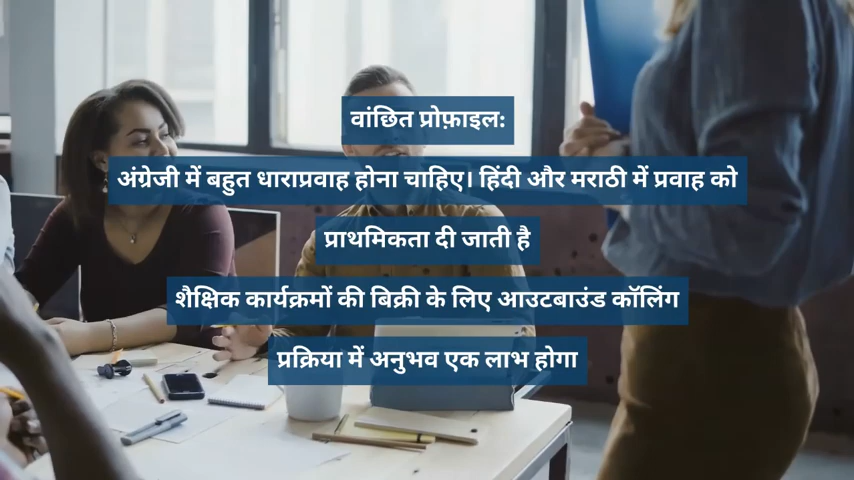 वांछित प्रोफ़ाइल:
अंग्रेजी में बहुत धाराप्रवाह होना चाहिए। हिंदी और मराठी में प्रवाह को
प्राथमिकता दी जाती है
शैक्षिक कार्यक्रमों की बिक्री के लिए आउटबाउंड कॉलिंग
प्रक्रिया में अनुभव एक लाभ होगा